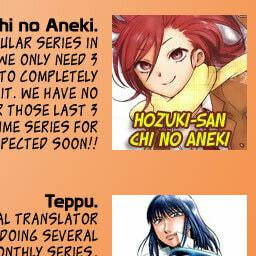 hi no Aneki.
ULAR SERIES IN
WE ONLY NEED 3
TO COMPLETELY
IT. WE HAVE NO
R THOSE LAST 3
IME SERIES FOR
PECTED SOON!!
HOZUKI-SAN
CHI NO ANEKI
Teppu.
AL TRANSLATOR
DOING SEVERAL
ONTHLY SERIES.